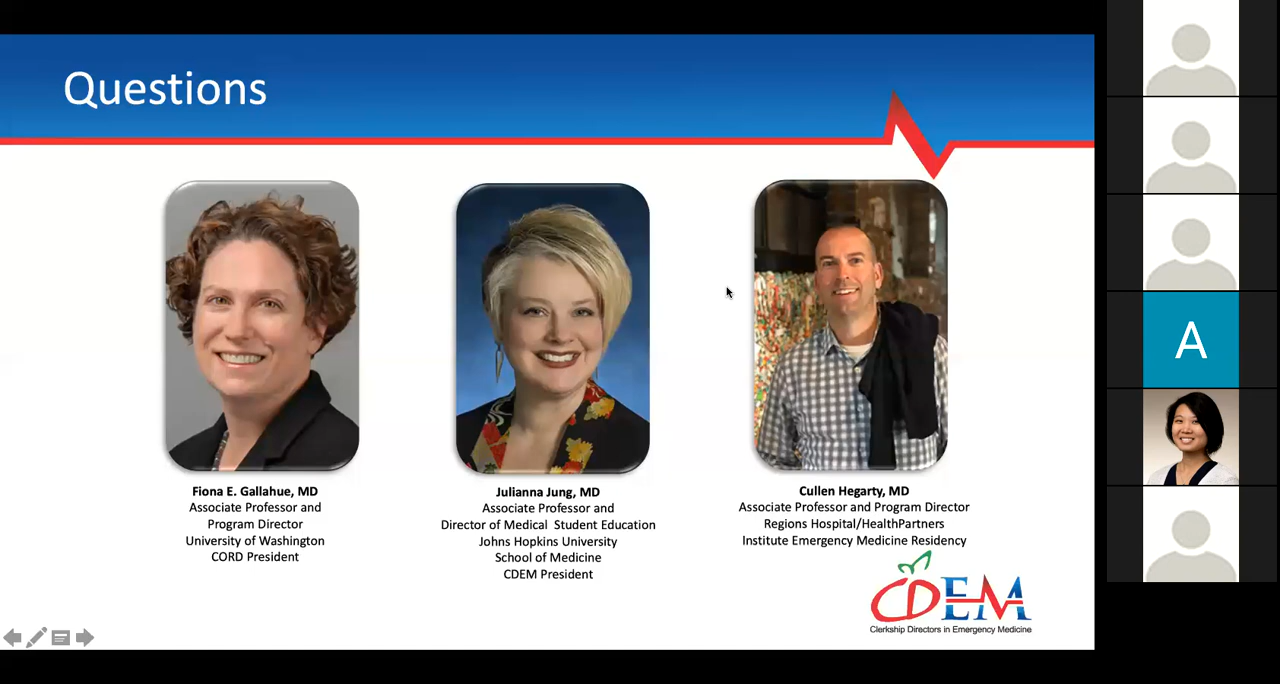 Questions
Fiona E. Gallahue, MD
Associate Professor and
Program Director
University of Washington
CORD President
Julianna Jung, MD
Associate Professor and
Director of Medical Student Education
Johns Hopkins University
School of Medicine
CDEM President
Cullen Hegarty, MD
Associate Professor and Program Director
Regions Hospital/HealthPartners
Institute Emergency Medicine Residency
CDEM
Clerkship Directors in Emergency Medicine
A